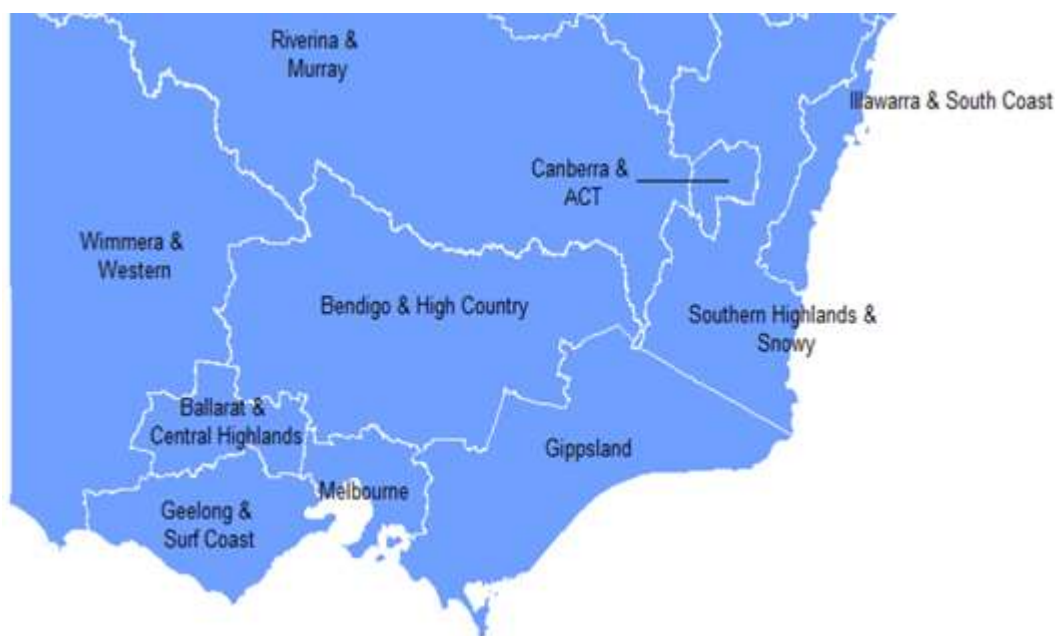 Riverina &
Murray
Illawarra & South Coast
Canberra &
ACT
Wimmera &
Western
Bendigo & High Country
Southern Highlands &
Snowy
Ballarat &
Central Highlands
Gippsland
Melbourne
Geelong &
Surf Coast